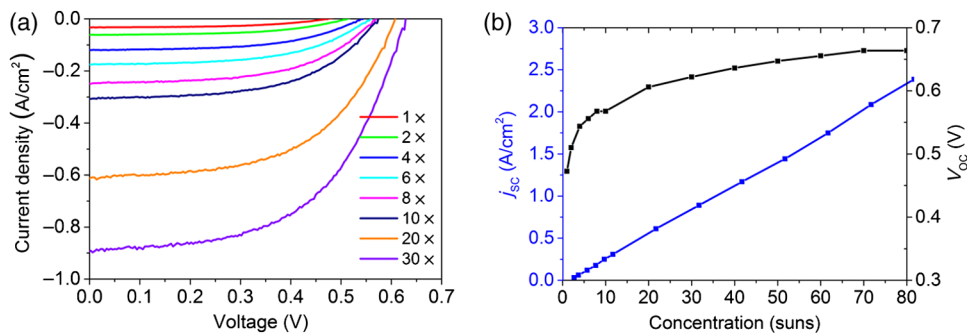 (a)
Current density (A/cm²)
0.0
−0.2
−0.4
−0.6
−0.8
−1.0
1 ×
2 ×
4 ×
6 ×
8 ×
10 ×
20 ×
30 ×
0.0 0.1 0.2 0.3 0.4 0.5 0.6 0.7
Voltage (V)
(b)
jSC (A/cm²)
3.0
2.5
2.0
1.5
1.0
0.5
0.0
0.7
0.6
0.5
0.4
0.3
VOC (V)
0 10 20 30 40 50 60 70 80
Concentration (suns)